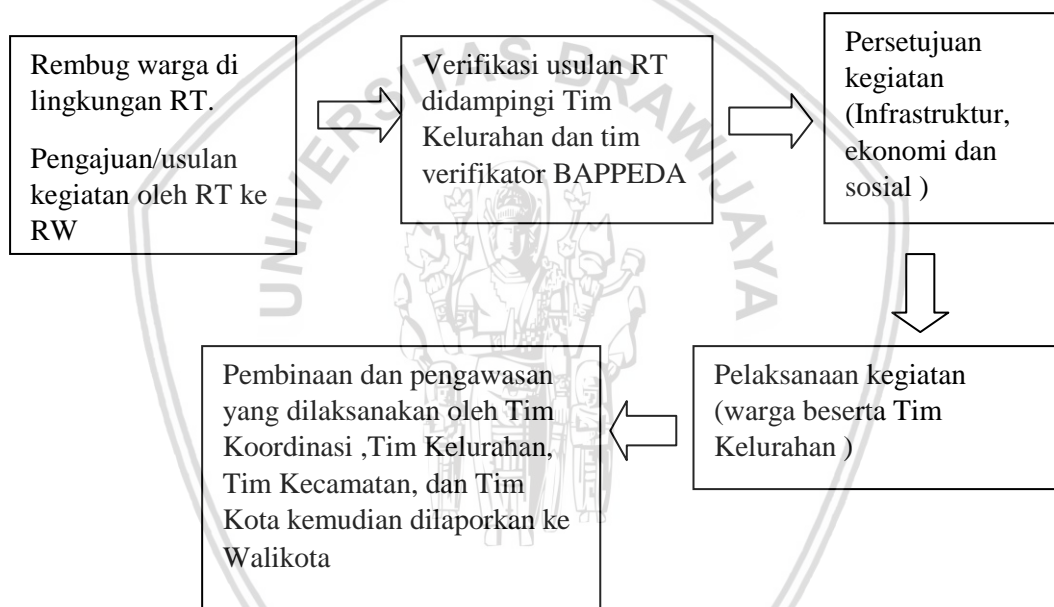 Rembug warga di
lingkungan RT.
Pengajuan/usulan
kegiatan oleh RT ke
RW
Verifikasi usulan RT
didampingi Tim
Kelurahan dan tim
verifikator BAPPEDA
Persetujuan
kegiatan
(Infrastruktur,
ekonomi dan
sosial )
Pelaksanaan kegiatan
(warga beserta Tim
Kelurahan )
Pembinaan dan pengawasan
yang dilaksanakan oleh Tim
Koordinasi ,Tim Kelurahan,
Tim Kecamatan, dan Tim
Kota kemudian dilaporkan ke
Walikota
UNIVERSITAS BRAWIJAYA